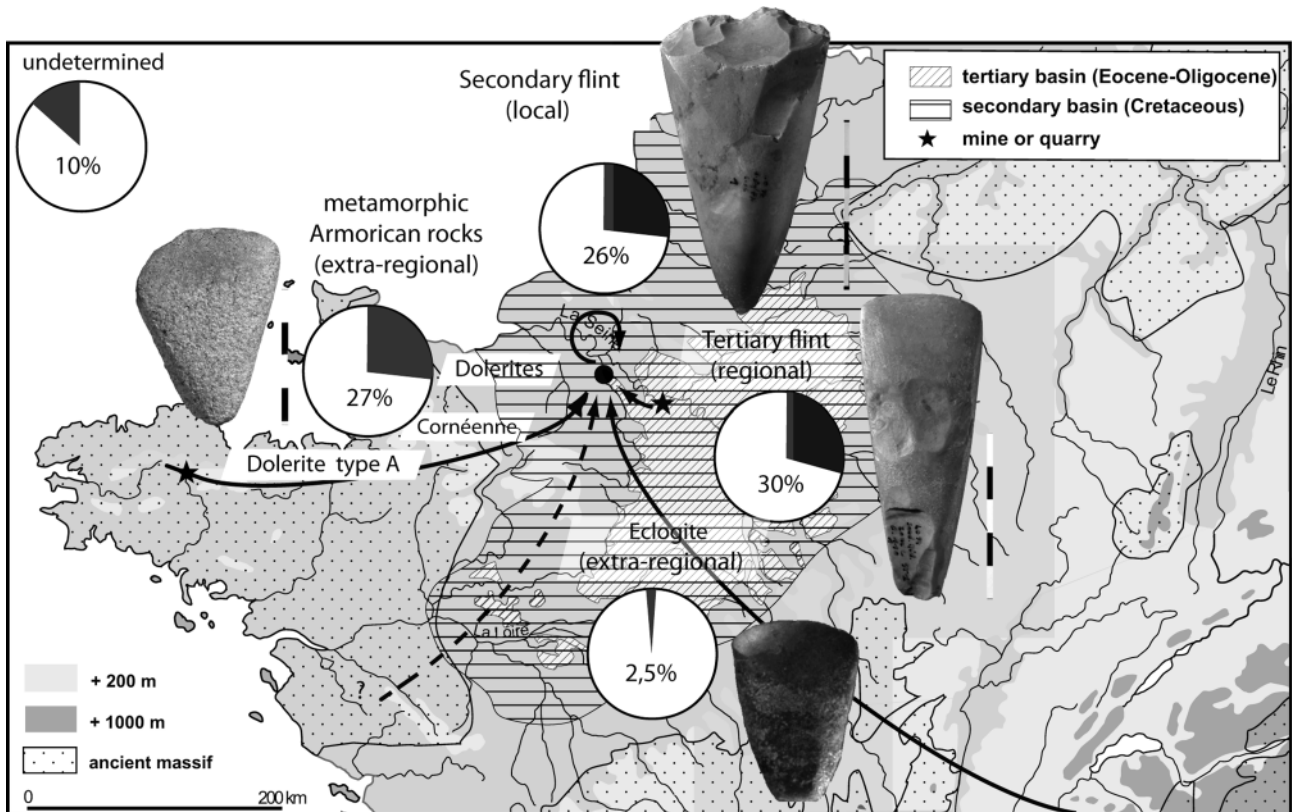 undetermined
10%
Secondary flint
(local)
26%
tertiary basin (Eocene-Oligocene)
secondary basin (Cretaceous)
mine or quarry
metamorphic
Armorican rocks
(extra-regional)
27%
La Seine
Tertiary flint
(regional)
30%
Le Rhin
Dolerites
Cornéenne
Dolerite type A
Eclogite
(extra-regional)
2,5%
La Loire
?
+ 200 m
+ 1000 m
ancient massif
0
200 km